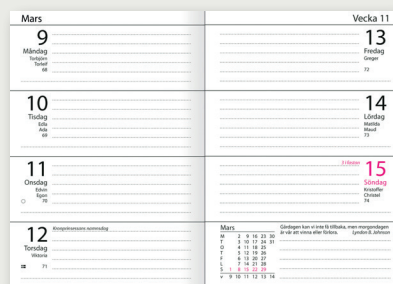 Mars
9
Måndag
Torbjörn
Torleif
68
10
Tisdag
Edla
Ada
69
11
Onsdag
Edvin
Egon
70
12
Kronprinsessans namnsdag
Torsdag
Viktoria
71
Vecka 11
13
Fredag
Greger
72
14
Lördag
Matilda
Maud
73
3 i fastan
15
Söndag
Kristoffer
Christel
74
Mars
M 2 9 16 23 30
T 3 10 17 24 31
O 4 11 18 25
T 5 12 19 26
F 6 13 20 27
L 7 14 21 28
S 1 8 15 22 29
v 9 10 11 12 13 14
Gårdagen kan vi inte få tillbaka, men morgondagen
är vår att vinna eller förlora. Lyndon B. Johnson